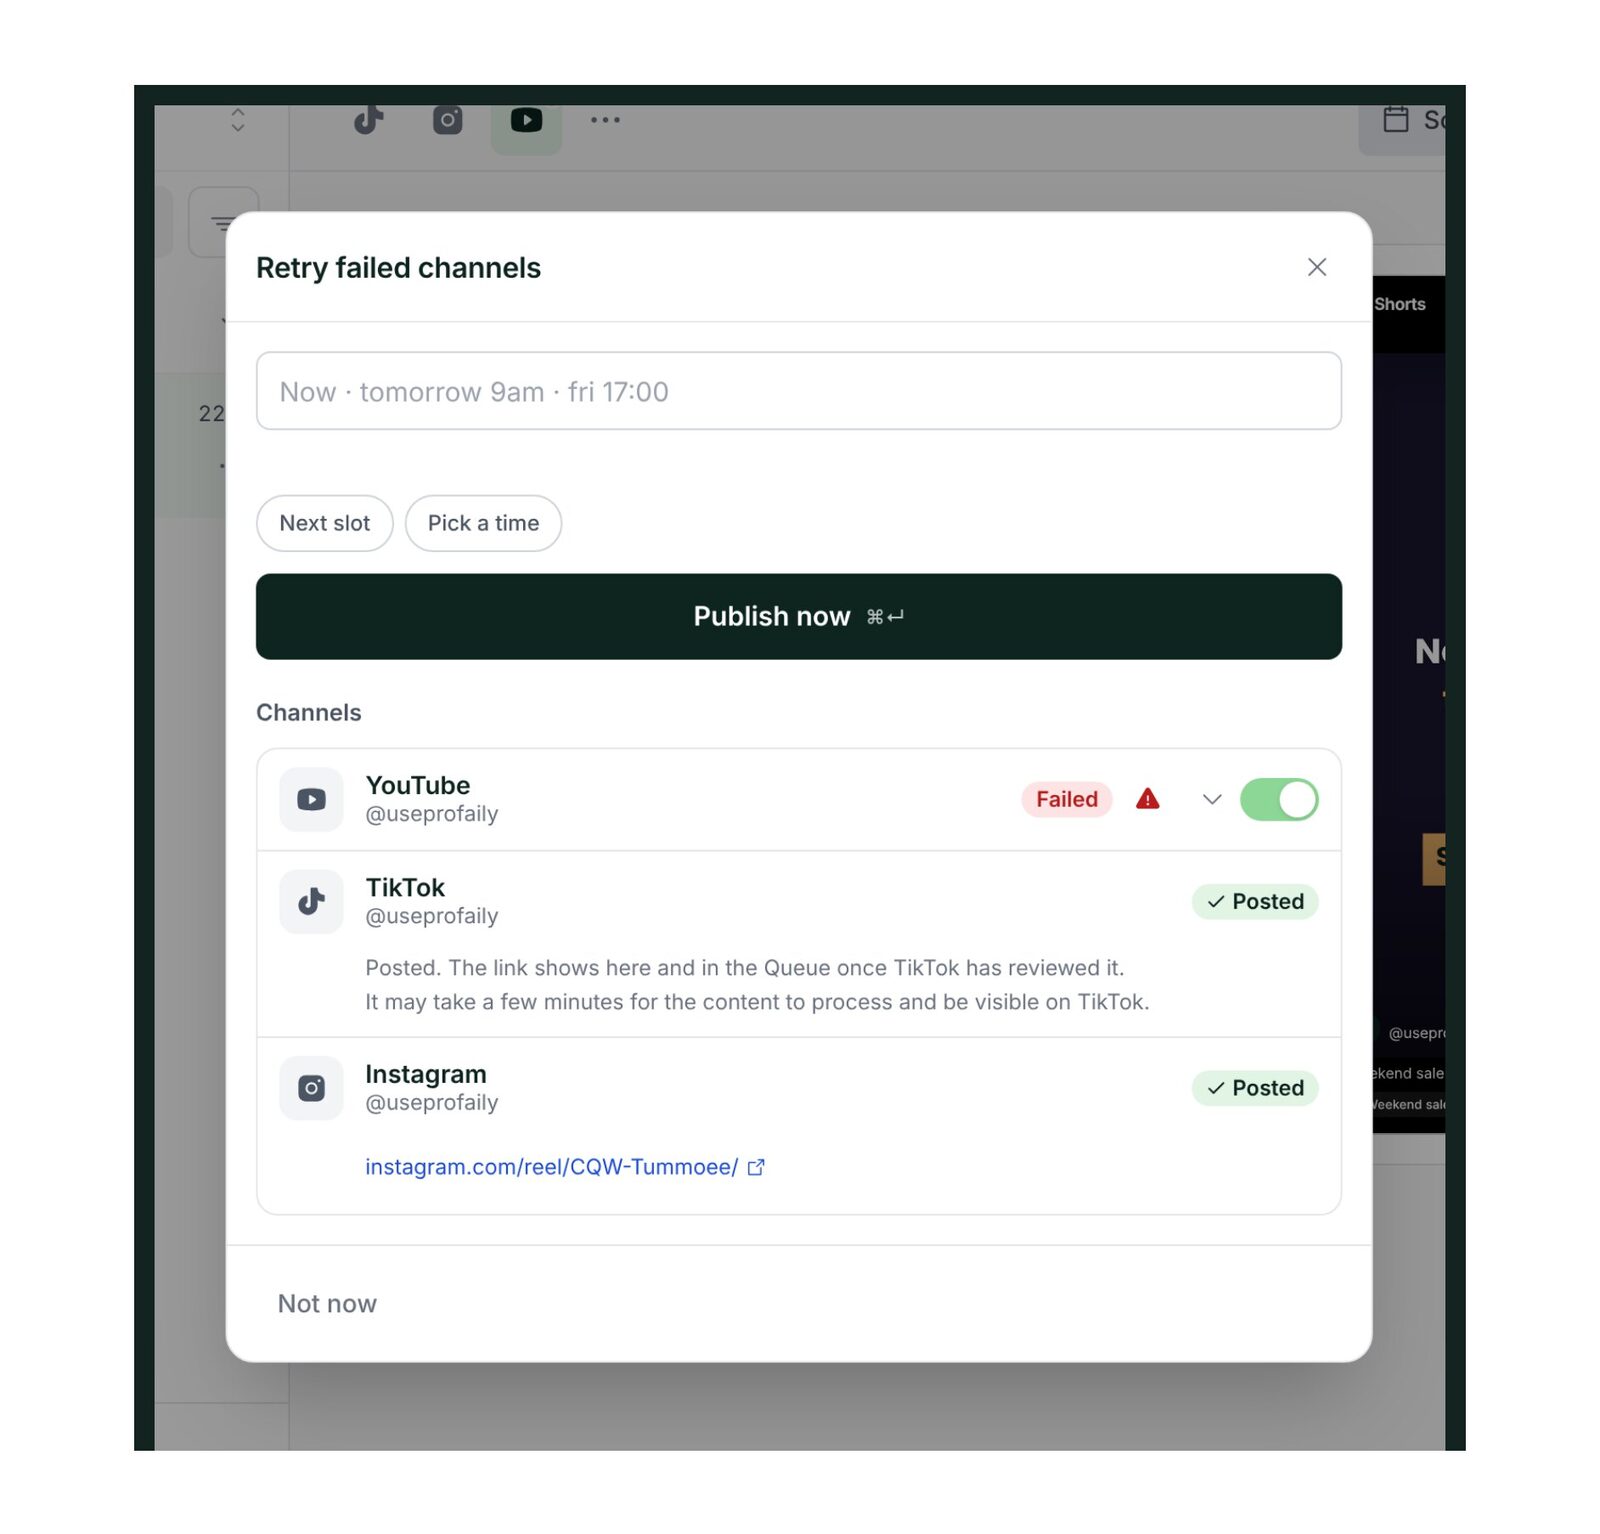 Shorts
22
Retry failed channels
Now · tomorrow 9am · fri 17:00
Next slot
Pick a time
Publish now ⌘↵
Channels
YouTube
@useprofaily
Failed
TikTok
@useprofaily
Posted
Posted. The link shows here and in the Queue once TikTok has reviewed it.
It may take a few minutes for the content to process and be visible on TikTok.
Instagram
@useprofaily
Posted
instagram.com/reel/CQW-Tummoee/
Not now
sale